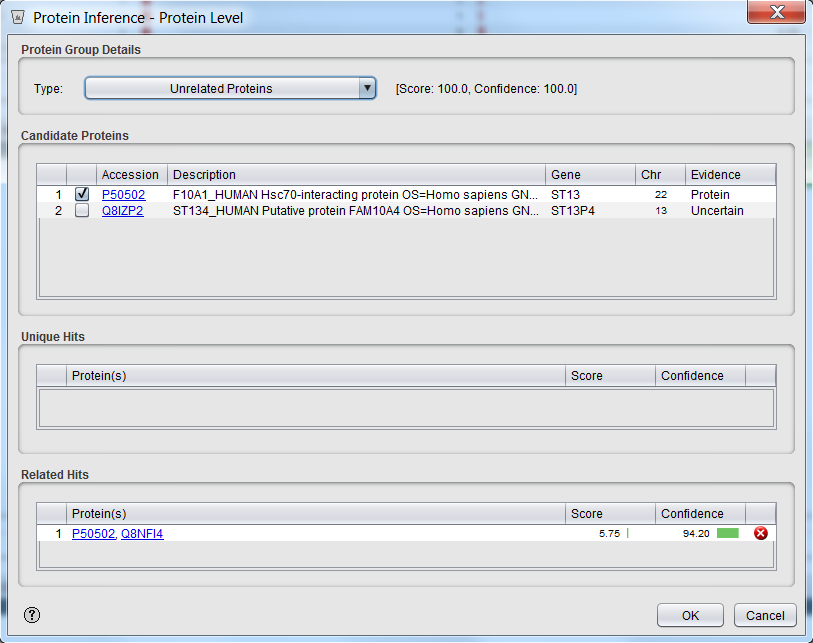 Protein Inference - Protein Level
Protein Group Details
Type: Unrelated Proteins [Score: 100.0, Confidence: 100.0]
Candidate Proteins
Accession Description Gene Chr Evidence
1 P50502 F10A1_HUMAN Hsc70-interacting protein OS=Homo sapiens GN... ST13 22 Protein
2 Q8IZP2 ST134_HUMAN Putative protein FAM10A4 OS=Homo sapiens GN... ST13P4 13 Uncertain
Unique Hits
Protein(s) Score Confidence
Related Hits
Protein(s) Score Confidence
1 P50502, Q8NFI4 5.75 94.20
? OK Cancel